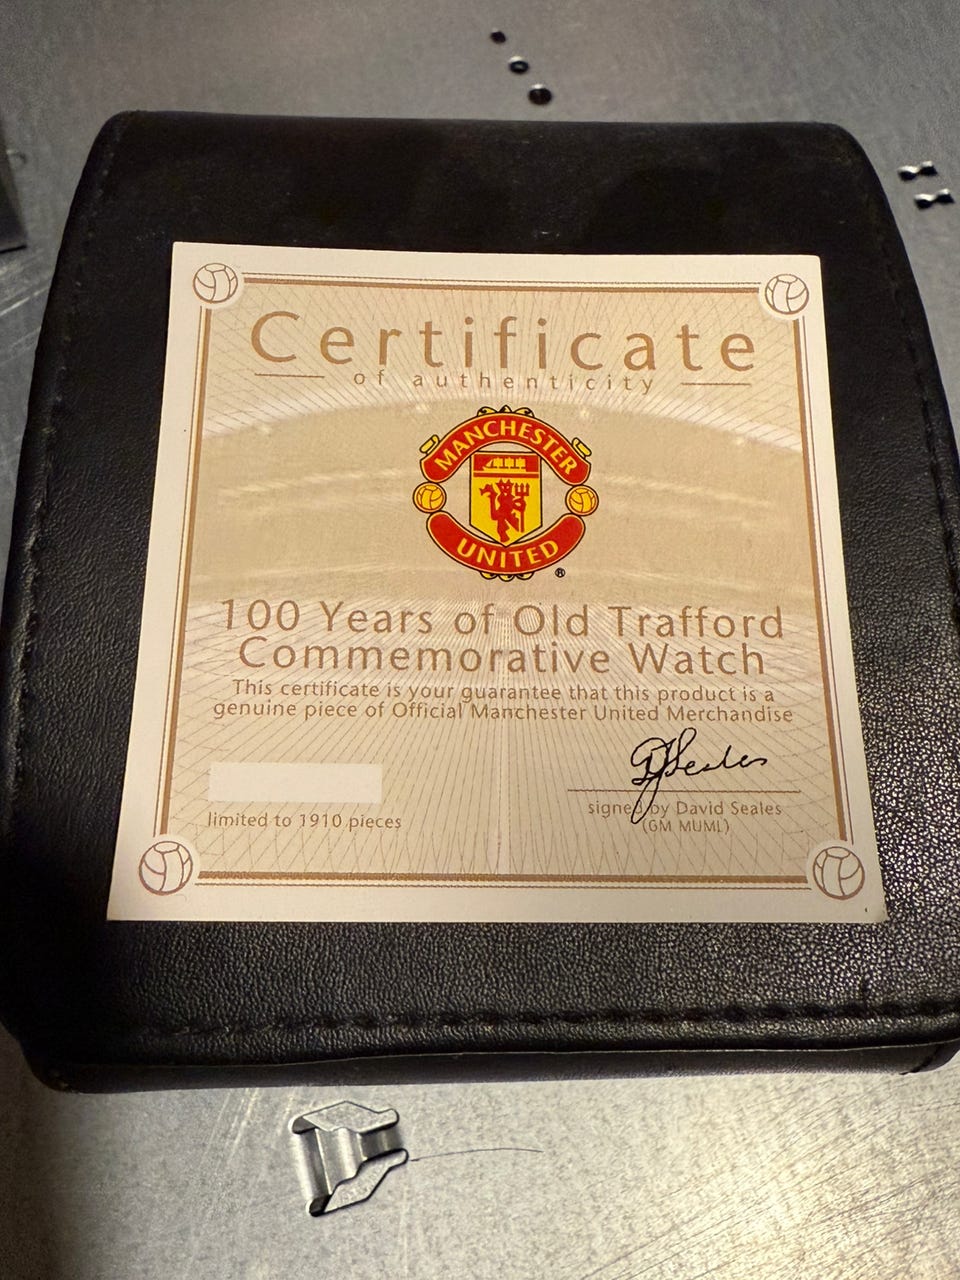 Certificate
of authenticity
MANCHESTER
UNITED
®
100 Years of Old Trafford
Commemorative Watch
This certificate is your guarantee that this product is a
genuine piece of Official Manchester United Merchandise
DJSeales
limited to 1910 pieces
signed by David Seales
(GM MUML)